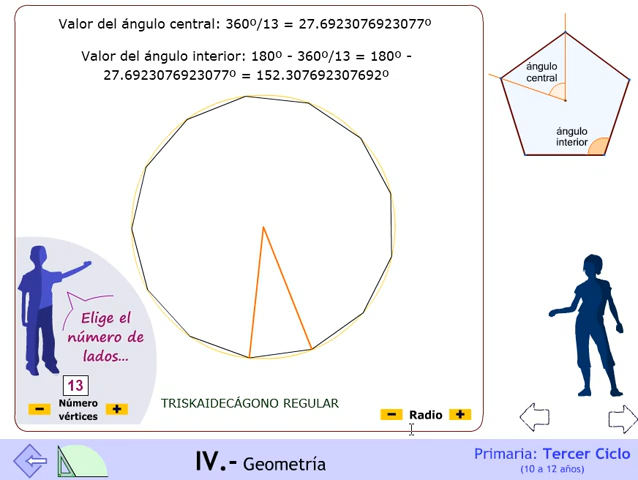 Valor del ángulo central: 360º/13 = 27.6923076923077º
Valor del ángulo interior: 180º - 360º/13 = 180º -
27.6923076923077º = 152.307692307692º
ángulo
central
ángulo
interior
Elige el
número de
lados...
13
Número
vértices
TRISKAIDECÁGONO REGULAR
Radio
IV.- Geometría
Primaria: Tercer Ciclo
(10 a 12 años)